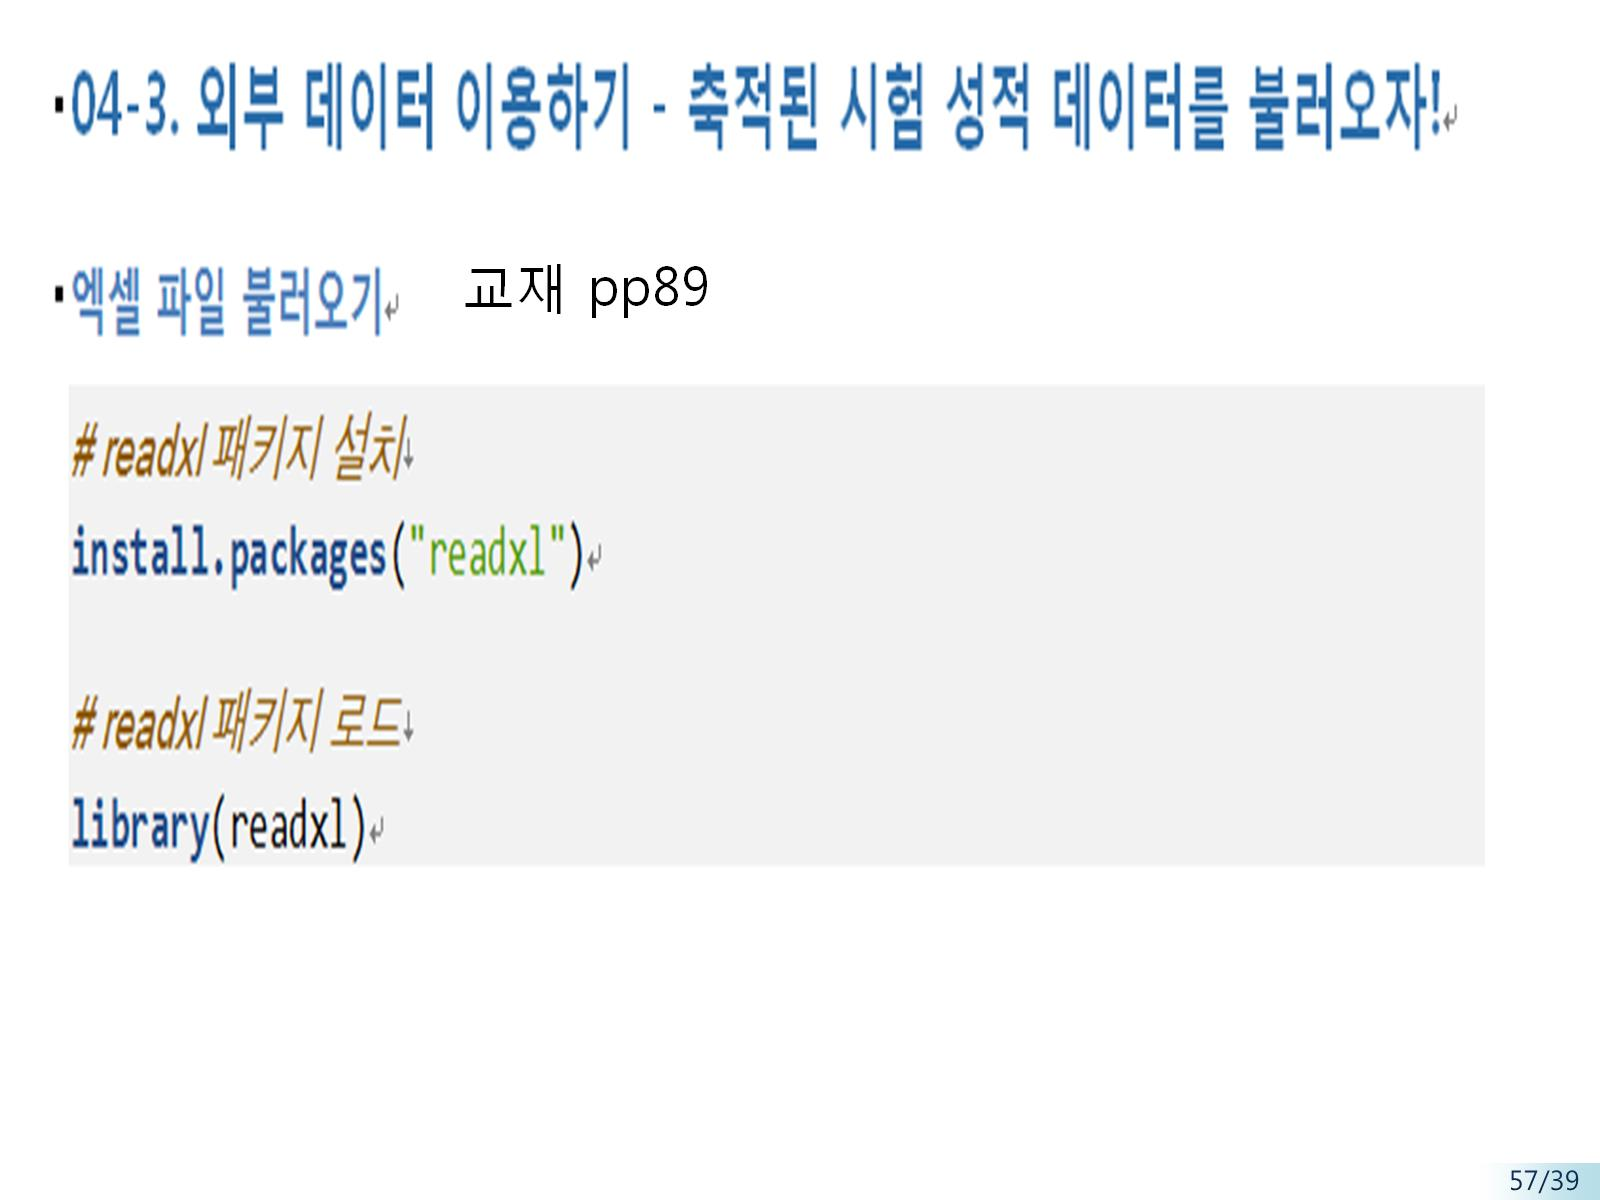 ▪04-3. 외부 데이터 이용하기 - 축적된 시험 성적 데이터를 불러오자!↵
▪엑셀 파일 불러오기↵ 교재 pp89
# readxl 패키지 설치↓
install.packages("readxl")↵
# readxl 패키지 로드↓
library(readxl)↵
57/39